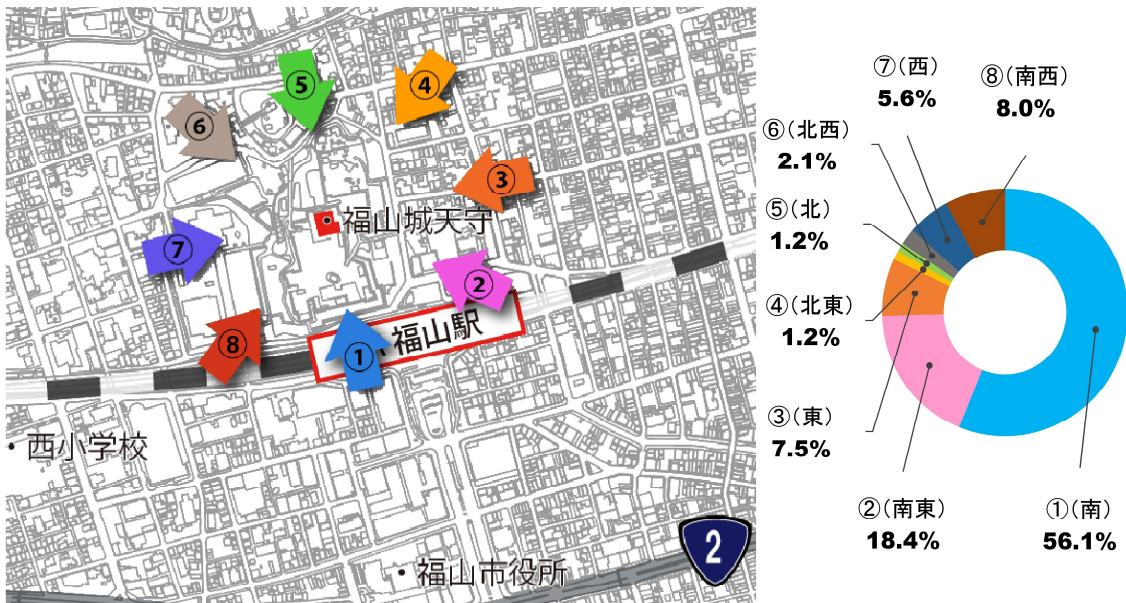 ⑤
④
⑥
③
福山城天守
⑦
②
福山駅
⑧
①
・西小学校
2
・福山市役所
⑦(西)
5.6%
⑧(南西)
8.0%
⑥(北西)
2.1%
⑤(北)
1.2%
④(北東)
1.2%
③(東)
7.5%
②(南東)
18.4%
①(南)
56.1%